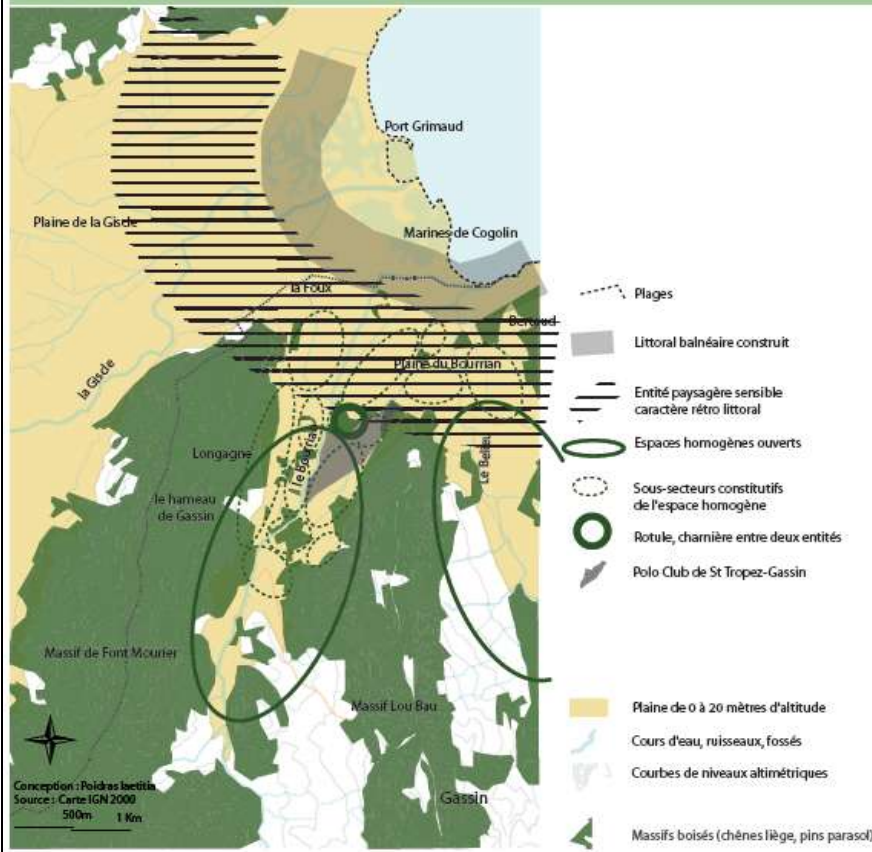 Port Grimaud
Plaine de la Giscle
Marines de Cogolin
la Foux
Bertaud
Plaine du Bourrian
la Giscle
Longagne
le Bourrian
Le Belieu
le hameau
de Gassin
Massif de Font Mourier
Massif Lou Bau
Gassin
Conception : Poidras laetitia
Source : Carte IGN 2000
500m 1 Km
Plages
Littoral balnéaire construit
Entité paysagère sensible
caractère rétro littoral
Espaces homogènes ouverts
Sous-secteurs constitutifs
de l'espace homogène
Rotule, charnière entre deux entités
Polo Club de St Tropez-Gassin
Plaine de 0 à 20 mètres d'altitude
Cours d'eau, ruisseaux, fossés
Courbes de niveaux altimétriques
Massifs boisés (chênes liège, pins parasol)